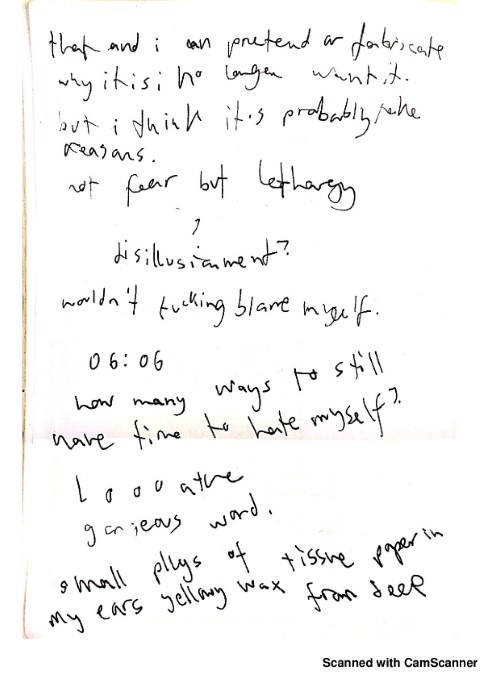 that and i can pretend or fabricate
why it is i no longer want it.
but i think it's probably the
reasons.
not fear but lethargy
?
disillusionment?
wouldn't fucking blame myself.
06:06
how many ways to still
have time to hate myself?
L o o o athe
gorjeous word.
small plugs of tissue paper in
my ears yellowy wax from deep
Scanned with CamScanner